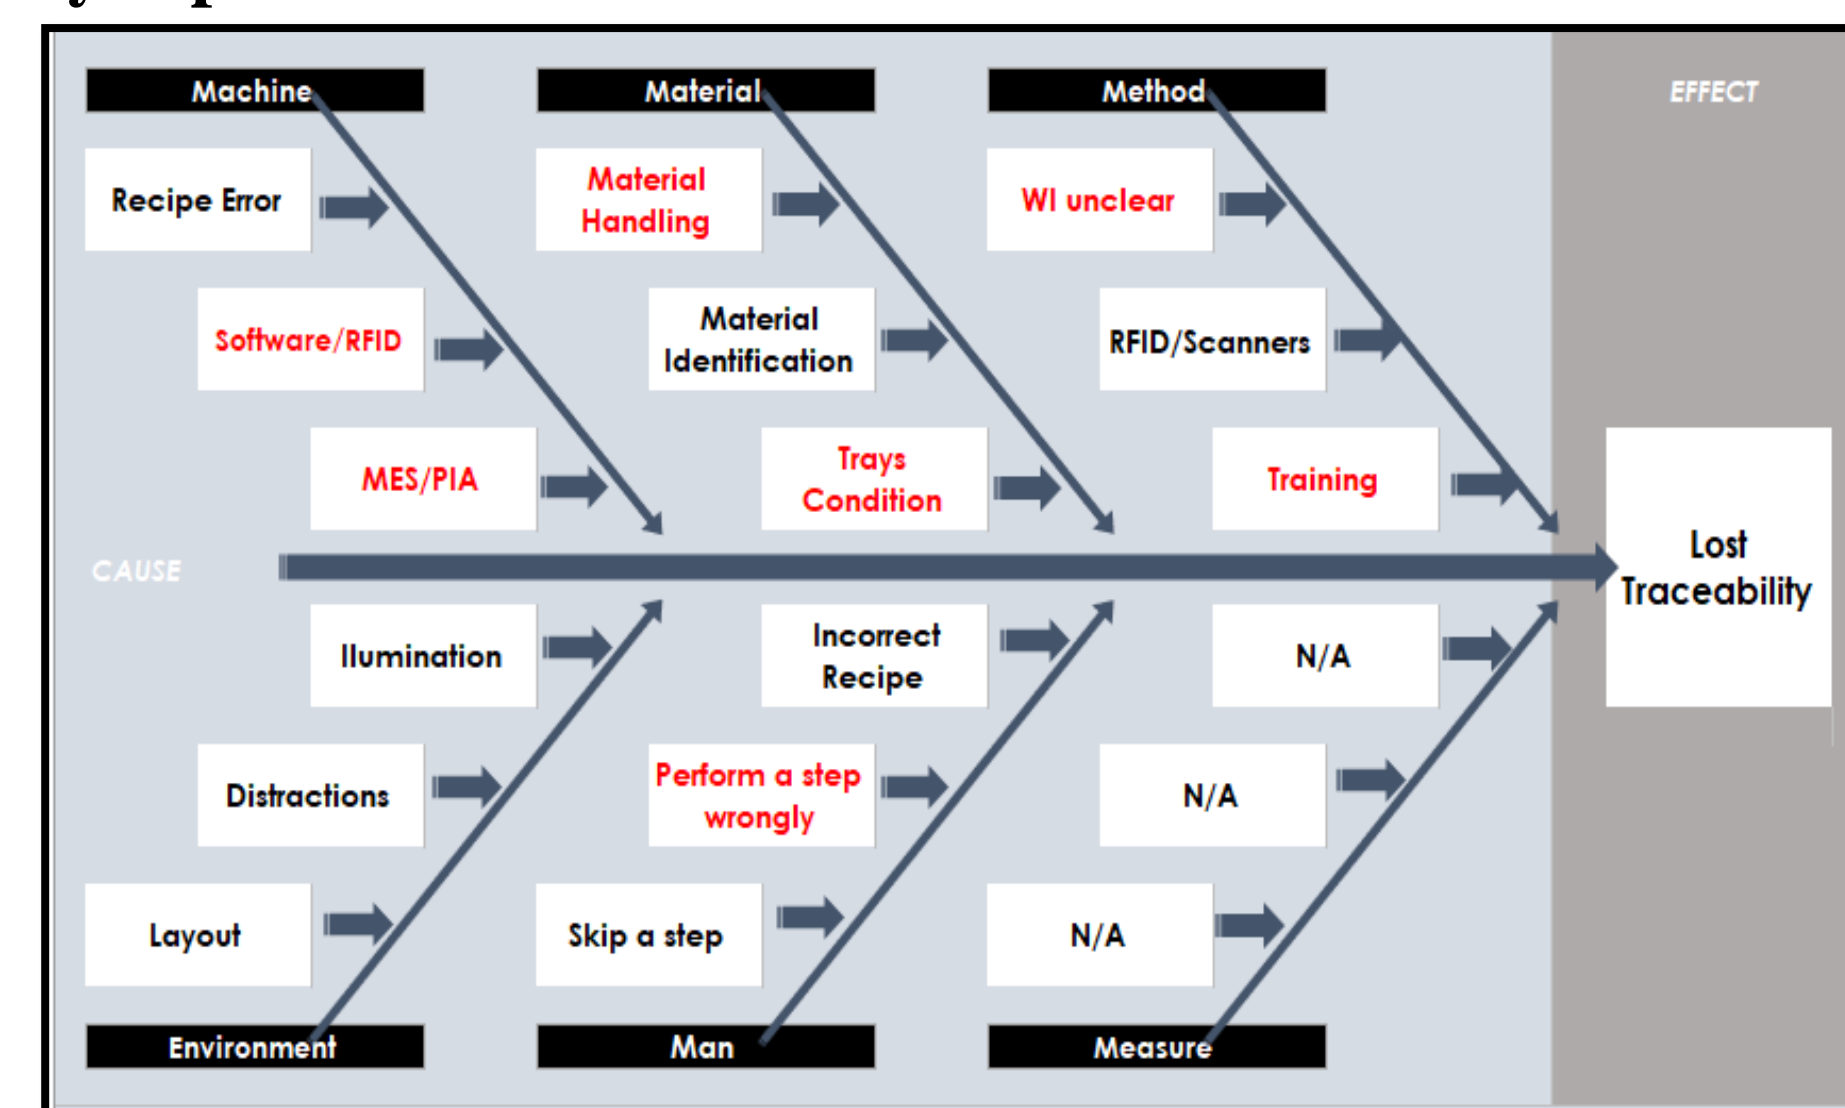 Machine
Material
Method
EFFECT
Recipe Error
Material
Handling
WI unclear
Software/RFID
Material
Identification
RFID/Scanners
MES/PIA
Trays
Condition
Training
CAUSE
Lost
Traceability
Ilumination
Incorrect
Recipe
N/A
Distractions
Perform a step
wrongly
N/A
Layout
Skip a step
N/A
Environment
Man
Measure